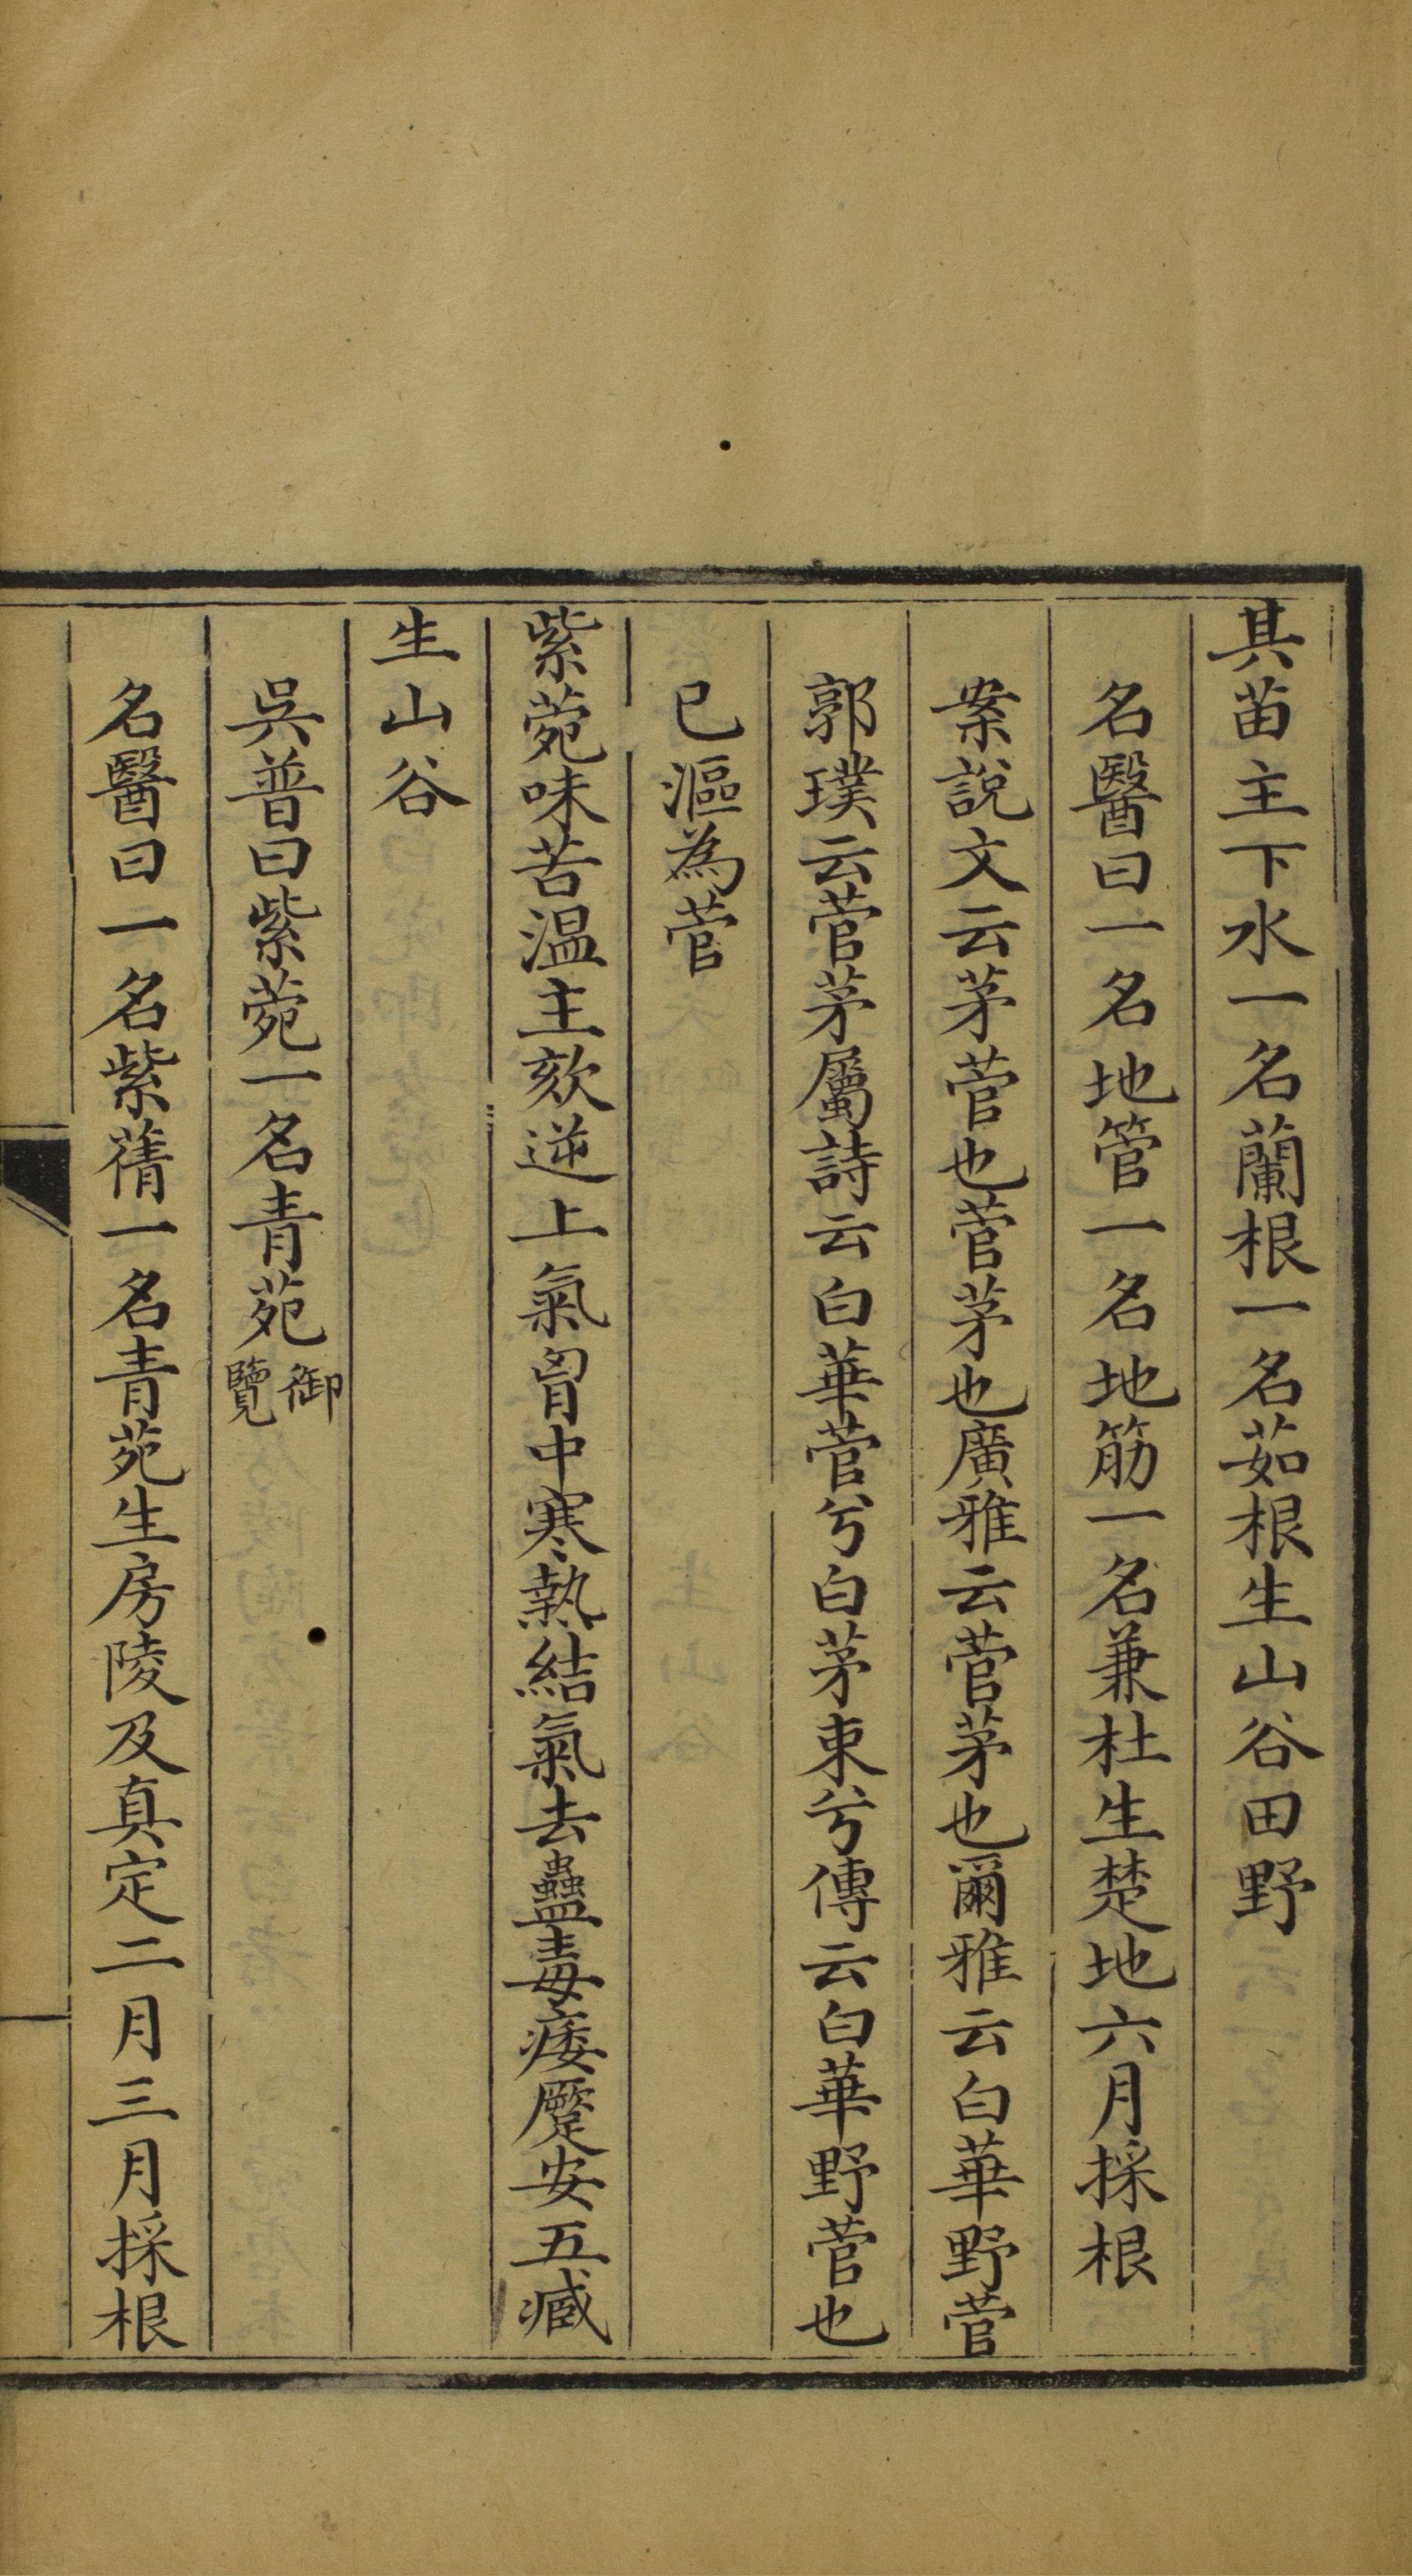 其苗主下水一名蘭根一名茹根生山谷田野
名醫曰一名地管一名地筋一名兼杜生楚地六月採根
案說文云茅菅也菅茅也廣雅云菅茅也爾雅云白華野菅
郭璞云菅茅屬詩云白華菅兮白茅束兮傳云白華野菅也
已漚為菅
紫菀味苦溫主欬逆上氣胷中寒熱結氣去蠱毒痿蹷安五臧
生山谷
吳普曰紫菀一名青苑御覽
名醫曰一名紫蒨一名青苑生房陵及真定二月三月採根